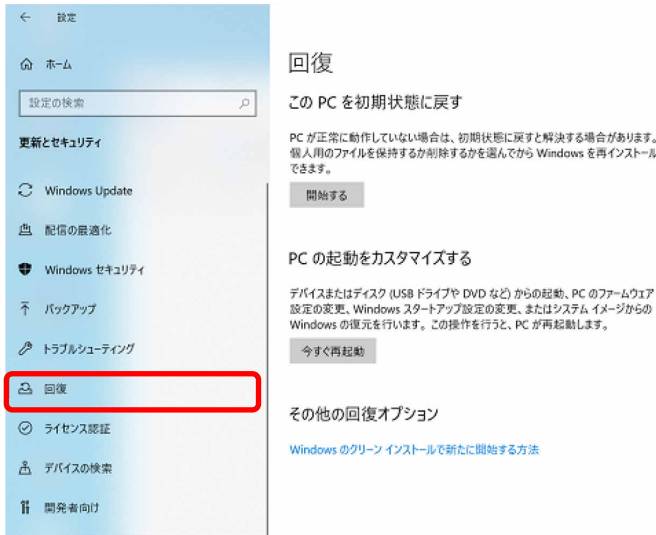 設定
ホーム
設定の検索
更新とセキュリティ
Windows Update
配信の最適化
Windows セキュリティ
バックアップ
トラブルシューティング
回復
ライセンス認証
デバイスの検索
開発者向け
回復
この PC を初期状態に戻す
PC が正常に動作していない場合は、初期状態に戻すと解決する場合があります。
個人用のファイルを保持するか削除するかを選んでから Windows を再インストール
できます。
開始する
PC の起動をカスタマイズする
デバイスまたはディスク (USB ドライブや DVD など) からの起動、PC のファームウェア
設定の変更、Windows スタートアップ設定の変更、またはシステム イメージからの
Windows の復元を行います。この操作を行うと、PC が再起動します。
今すぐ再起動
その他の回復オプション
Windows のクリーン インストールで新たに開始する方法